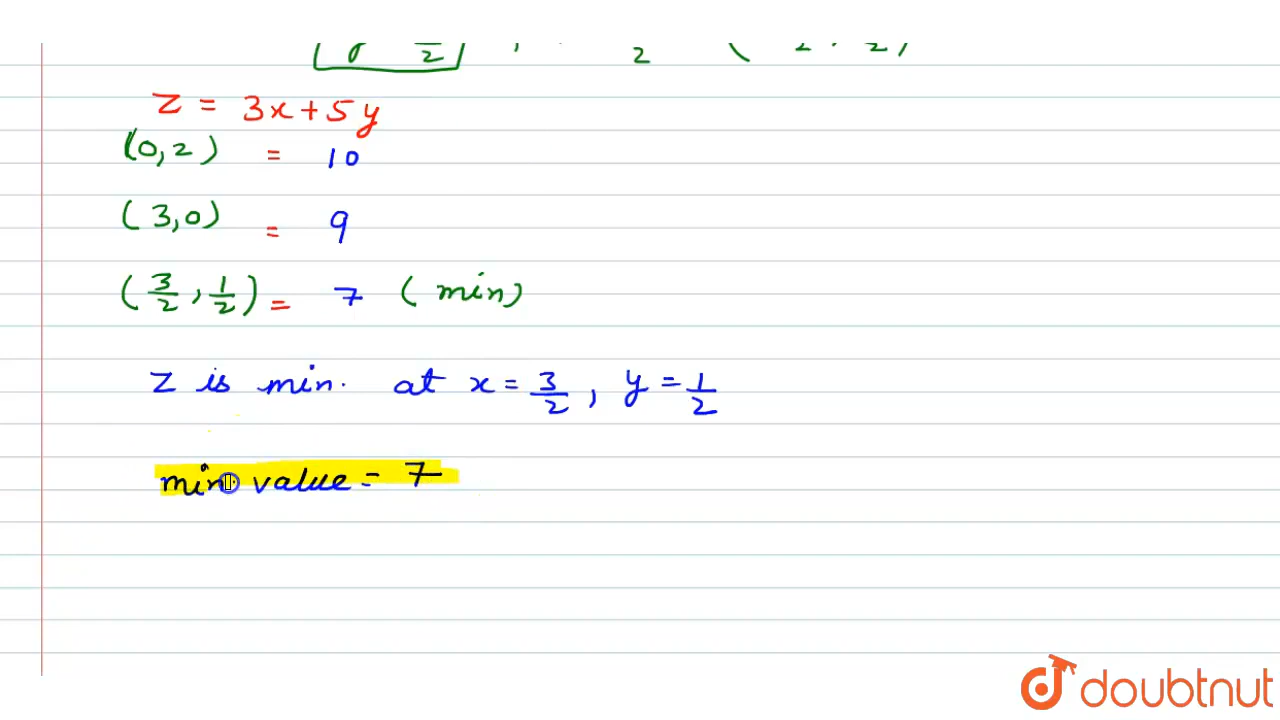 Z = 3x + 5y
(0,2) = 10
(3,0) = 9
(3/2, 1/2) = 7 (min)
Z is min. at x = 3/2, y = 1/2
min. value = 7
doubtnut